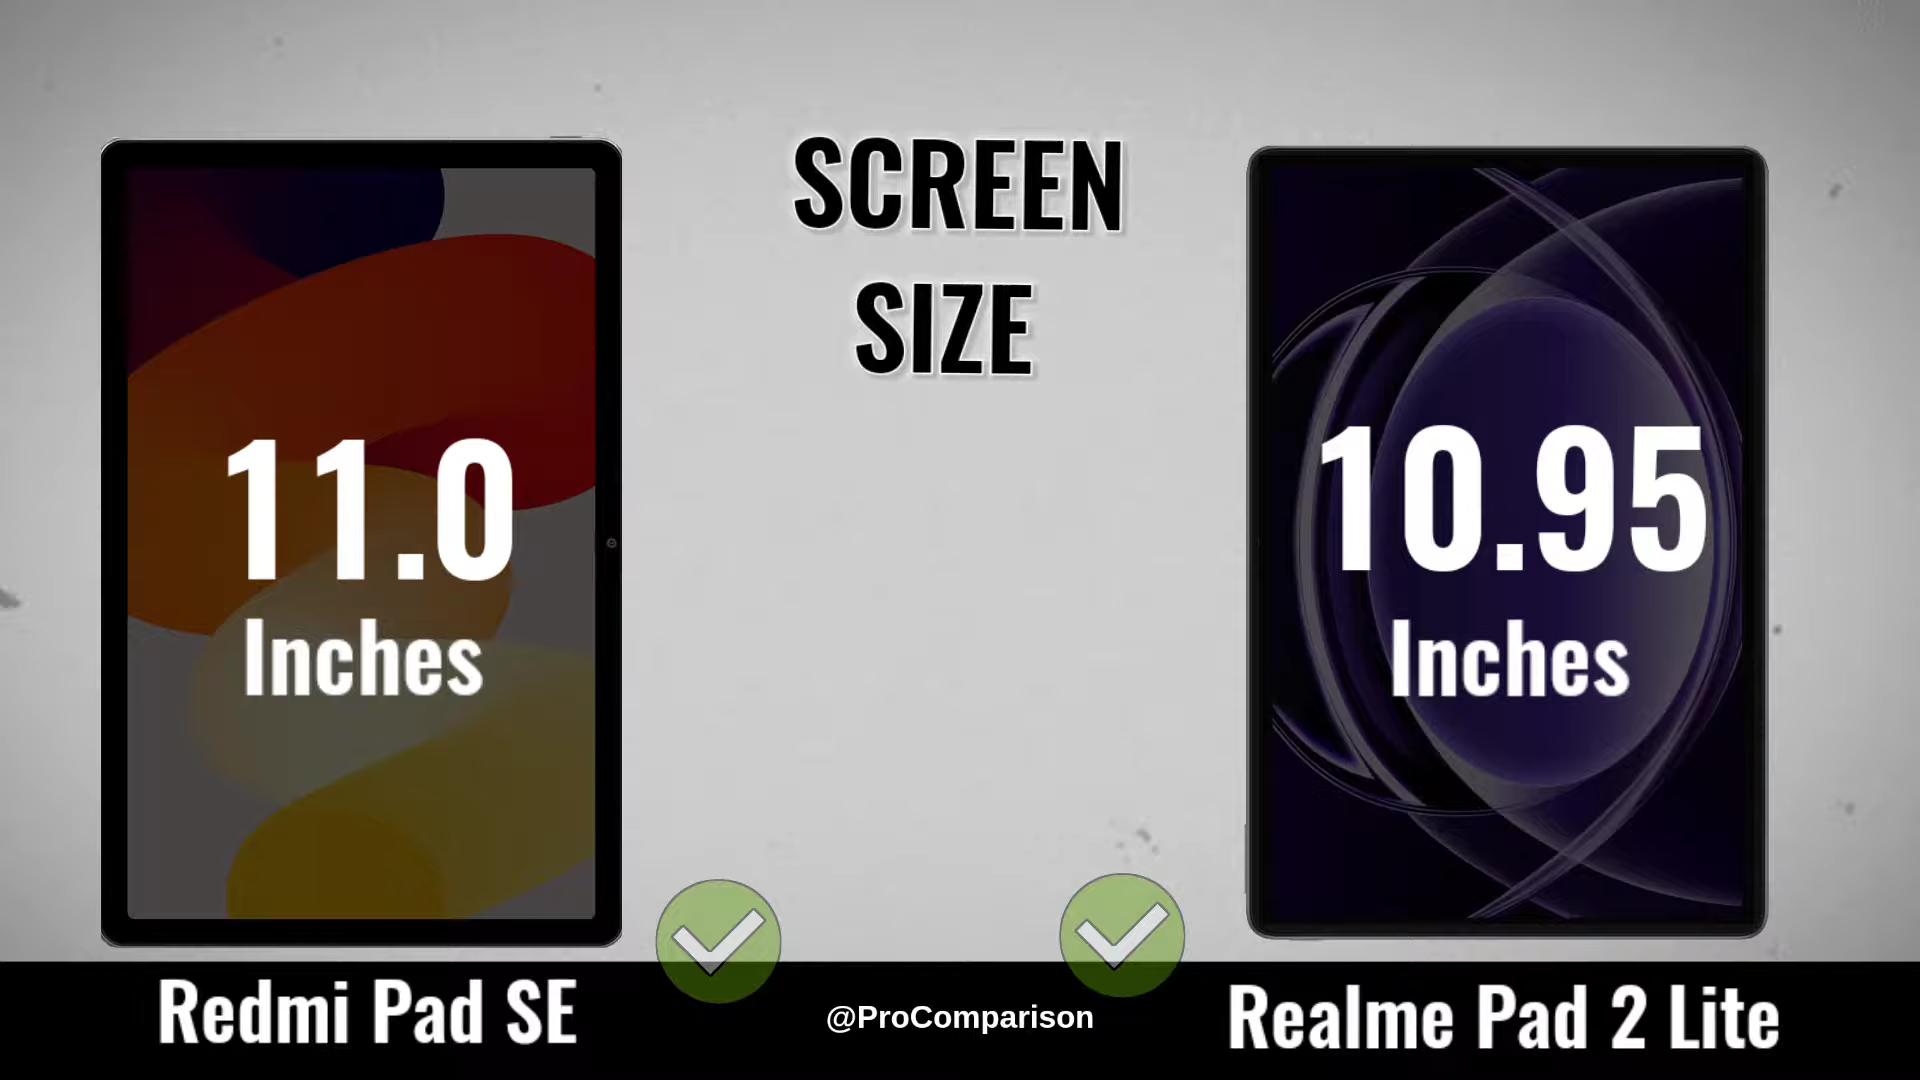 SCREEN
SIZE
11.0
Inches
10.95
Inches
Redmi Pad SE
@ProComparison
Realme Pad 2 Lite